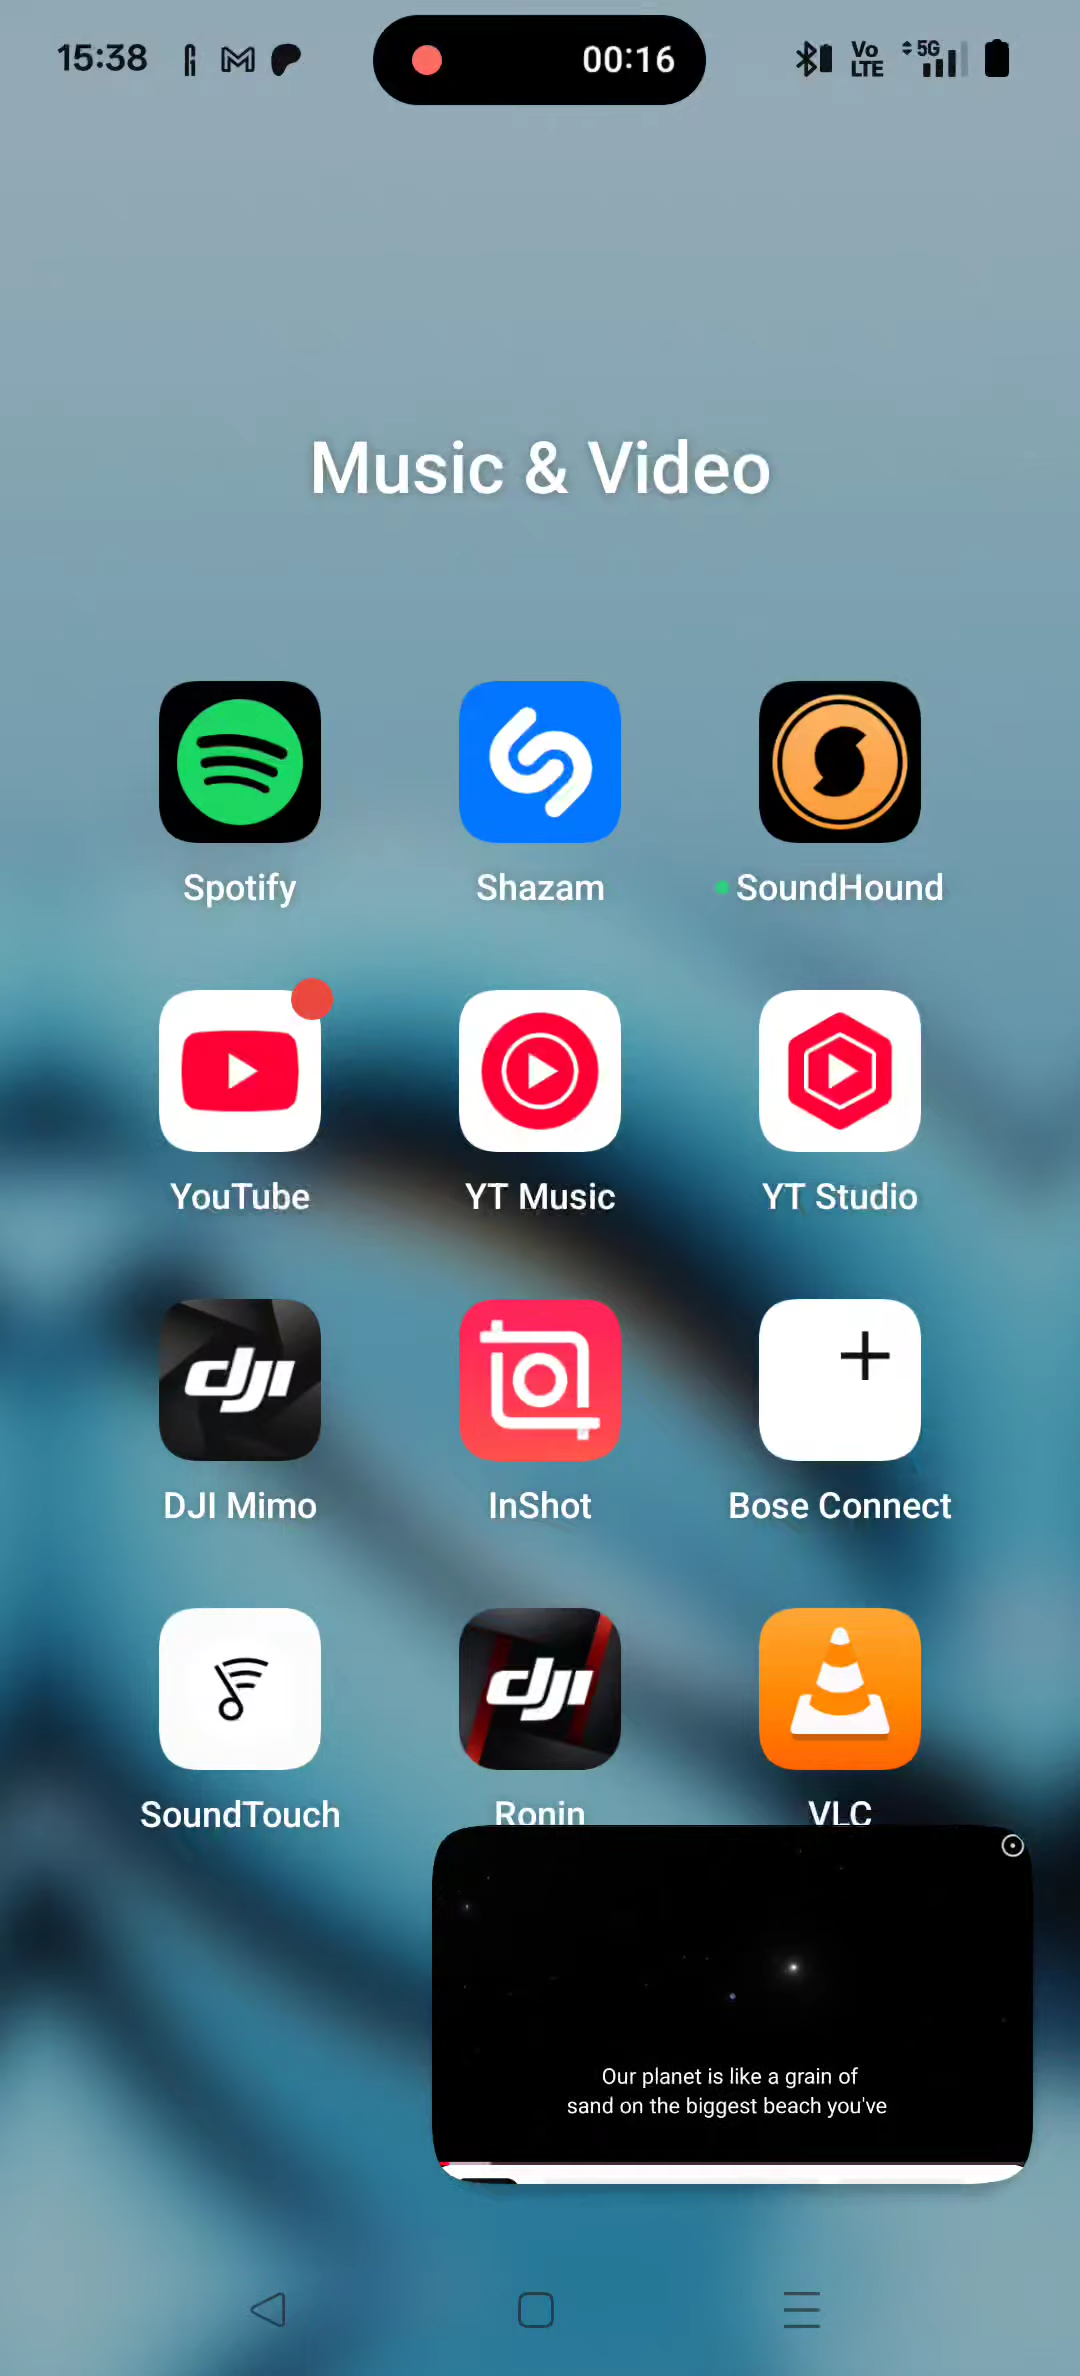 15:38
00:16
Vo
LTE
5G
Music & Video
Spotify
Shazam
SoundHound
YouTube
YT Music
YT Studio
dji
DJI Mimo
InShot
Bose Connect
SoundTouch
dji
Ronin
VLC
Our planet is like a grain of
sand on the biggest beach you've